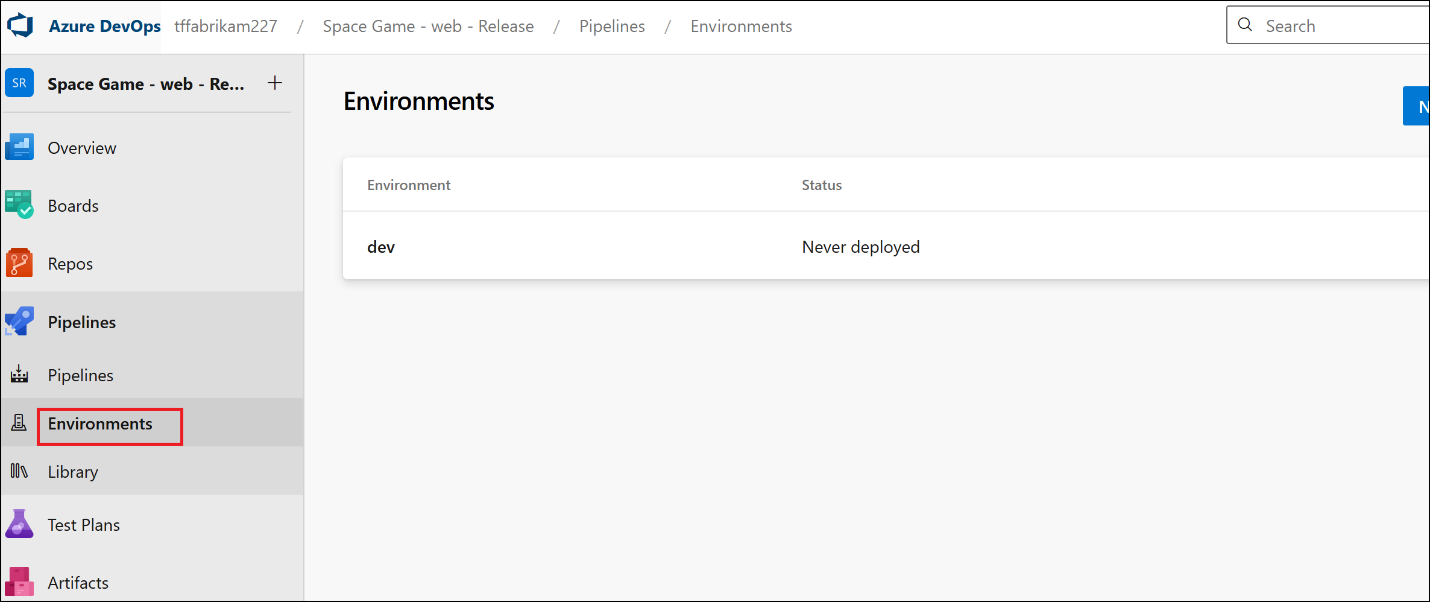 Azure DevOps tffabrikam227 / Space Game - web - Release / Pipelines / Environments Search
SR Space Game - web - Re... +
Environments
N
Overview
Environment Status
Boards
dev Never deployed
Repos
Pipelines
Pipelines
Environments
Library
Test Plans
Artifacts